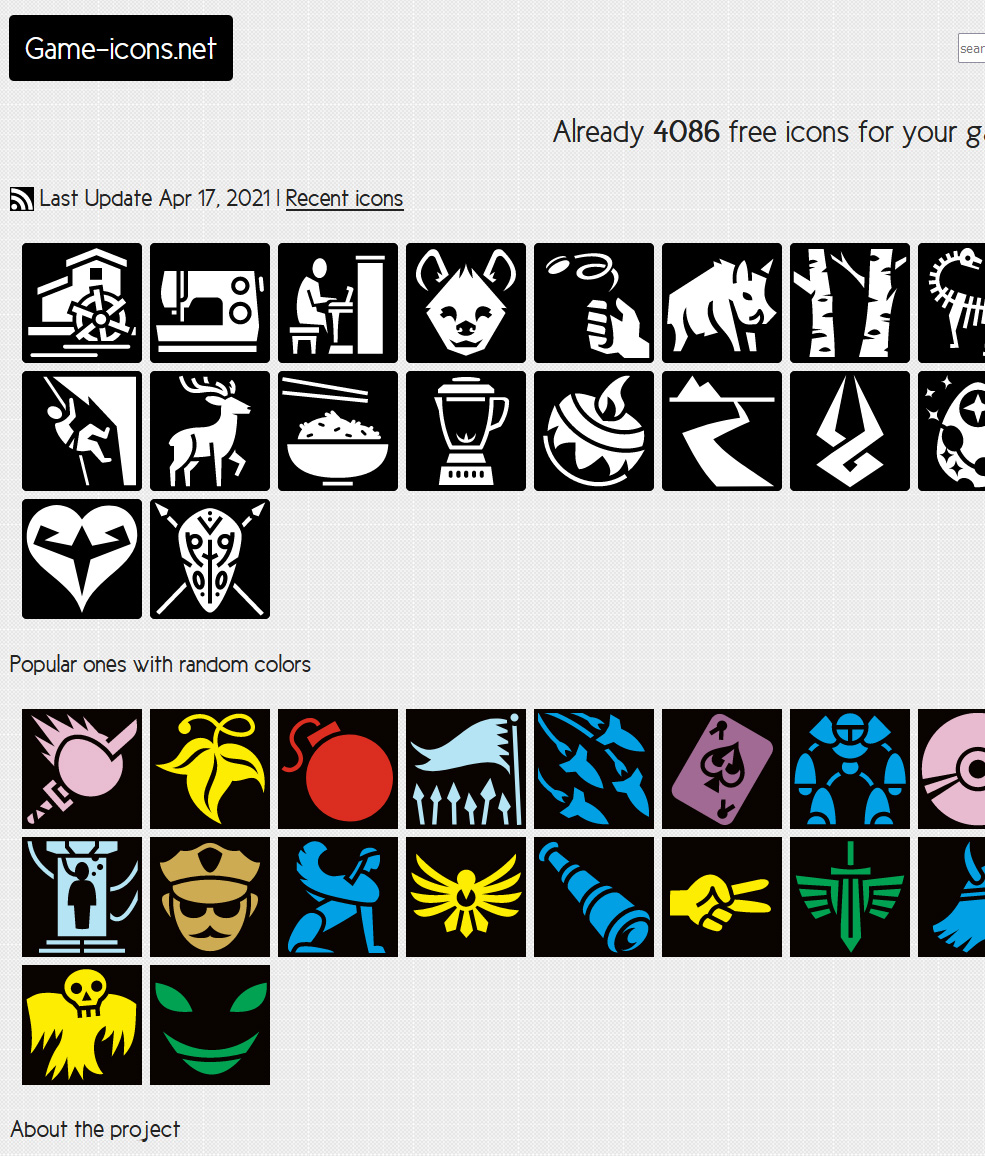 Game-icons.net
sear
Already 4086 free icons for your ga
Last Update Apr 17, 2021 | Recent icons
Popular ones with random colors
About the project